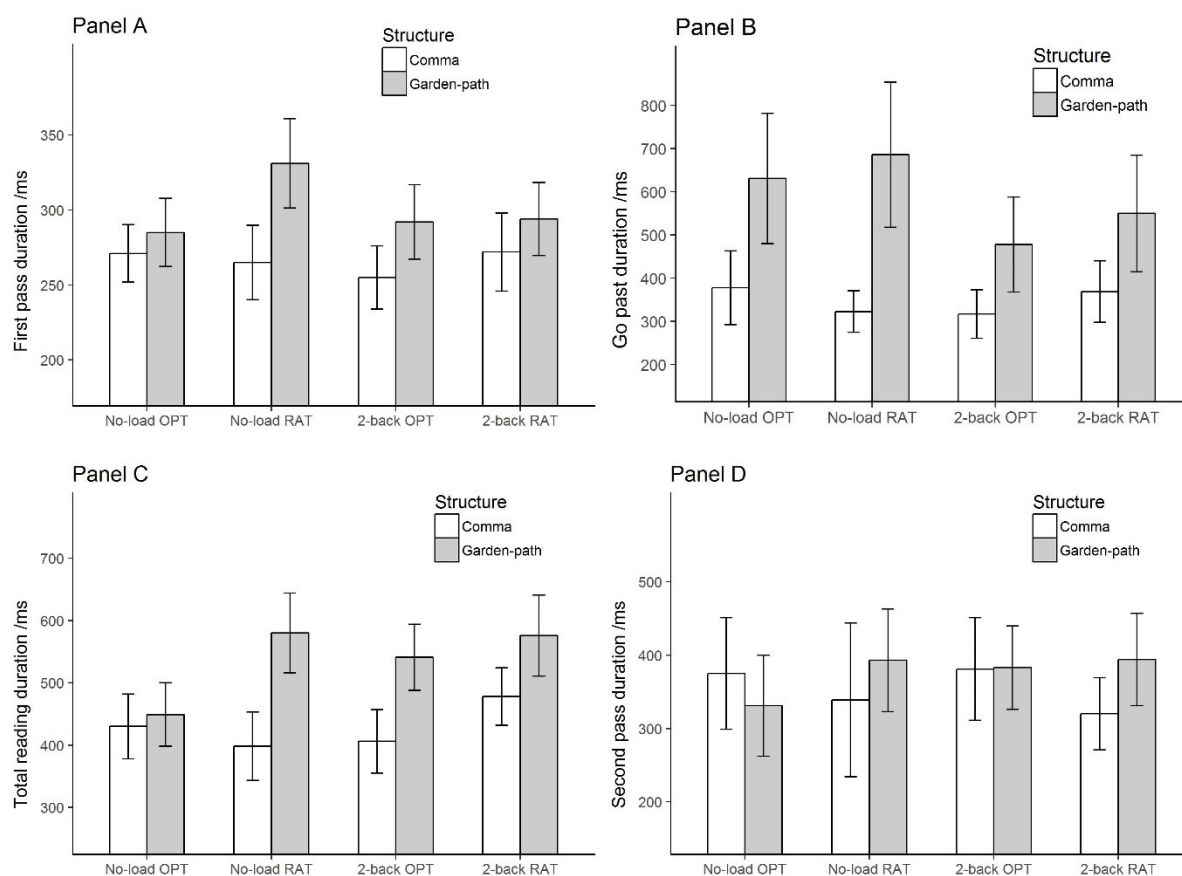 Panel A
Structure
Comma
Garden-path
First pass duration /ms
350
300
250
200
No-load OPT No-load RAT 2-back OPT 2-back RAT
Panel B
Structure
Comma
Garden-path
Go past duration /ms
800
700
600
500
400
300
200
No-load OPT No-load RAT 2-back OPT 2-back RAT
Panel C
Structure
Comma
Garden-path
Total reading duration /ms
700
600
500
400
300
No-load OPT No-load RAT 2-back OPT 2-back RAT
Panel D
Structure
Comma
Garden-path
Second pass duration /ms
500
400
300
200
No-load OPT No-load RAT 2-back OPT 2-back RAT